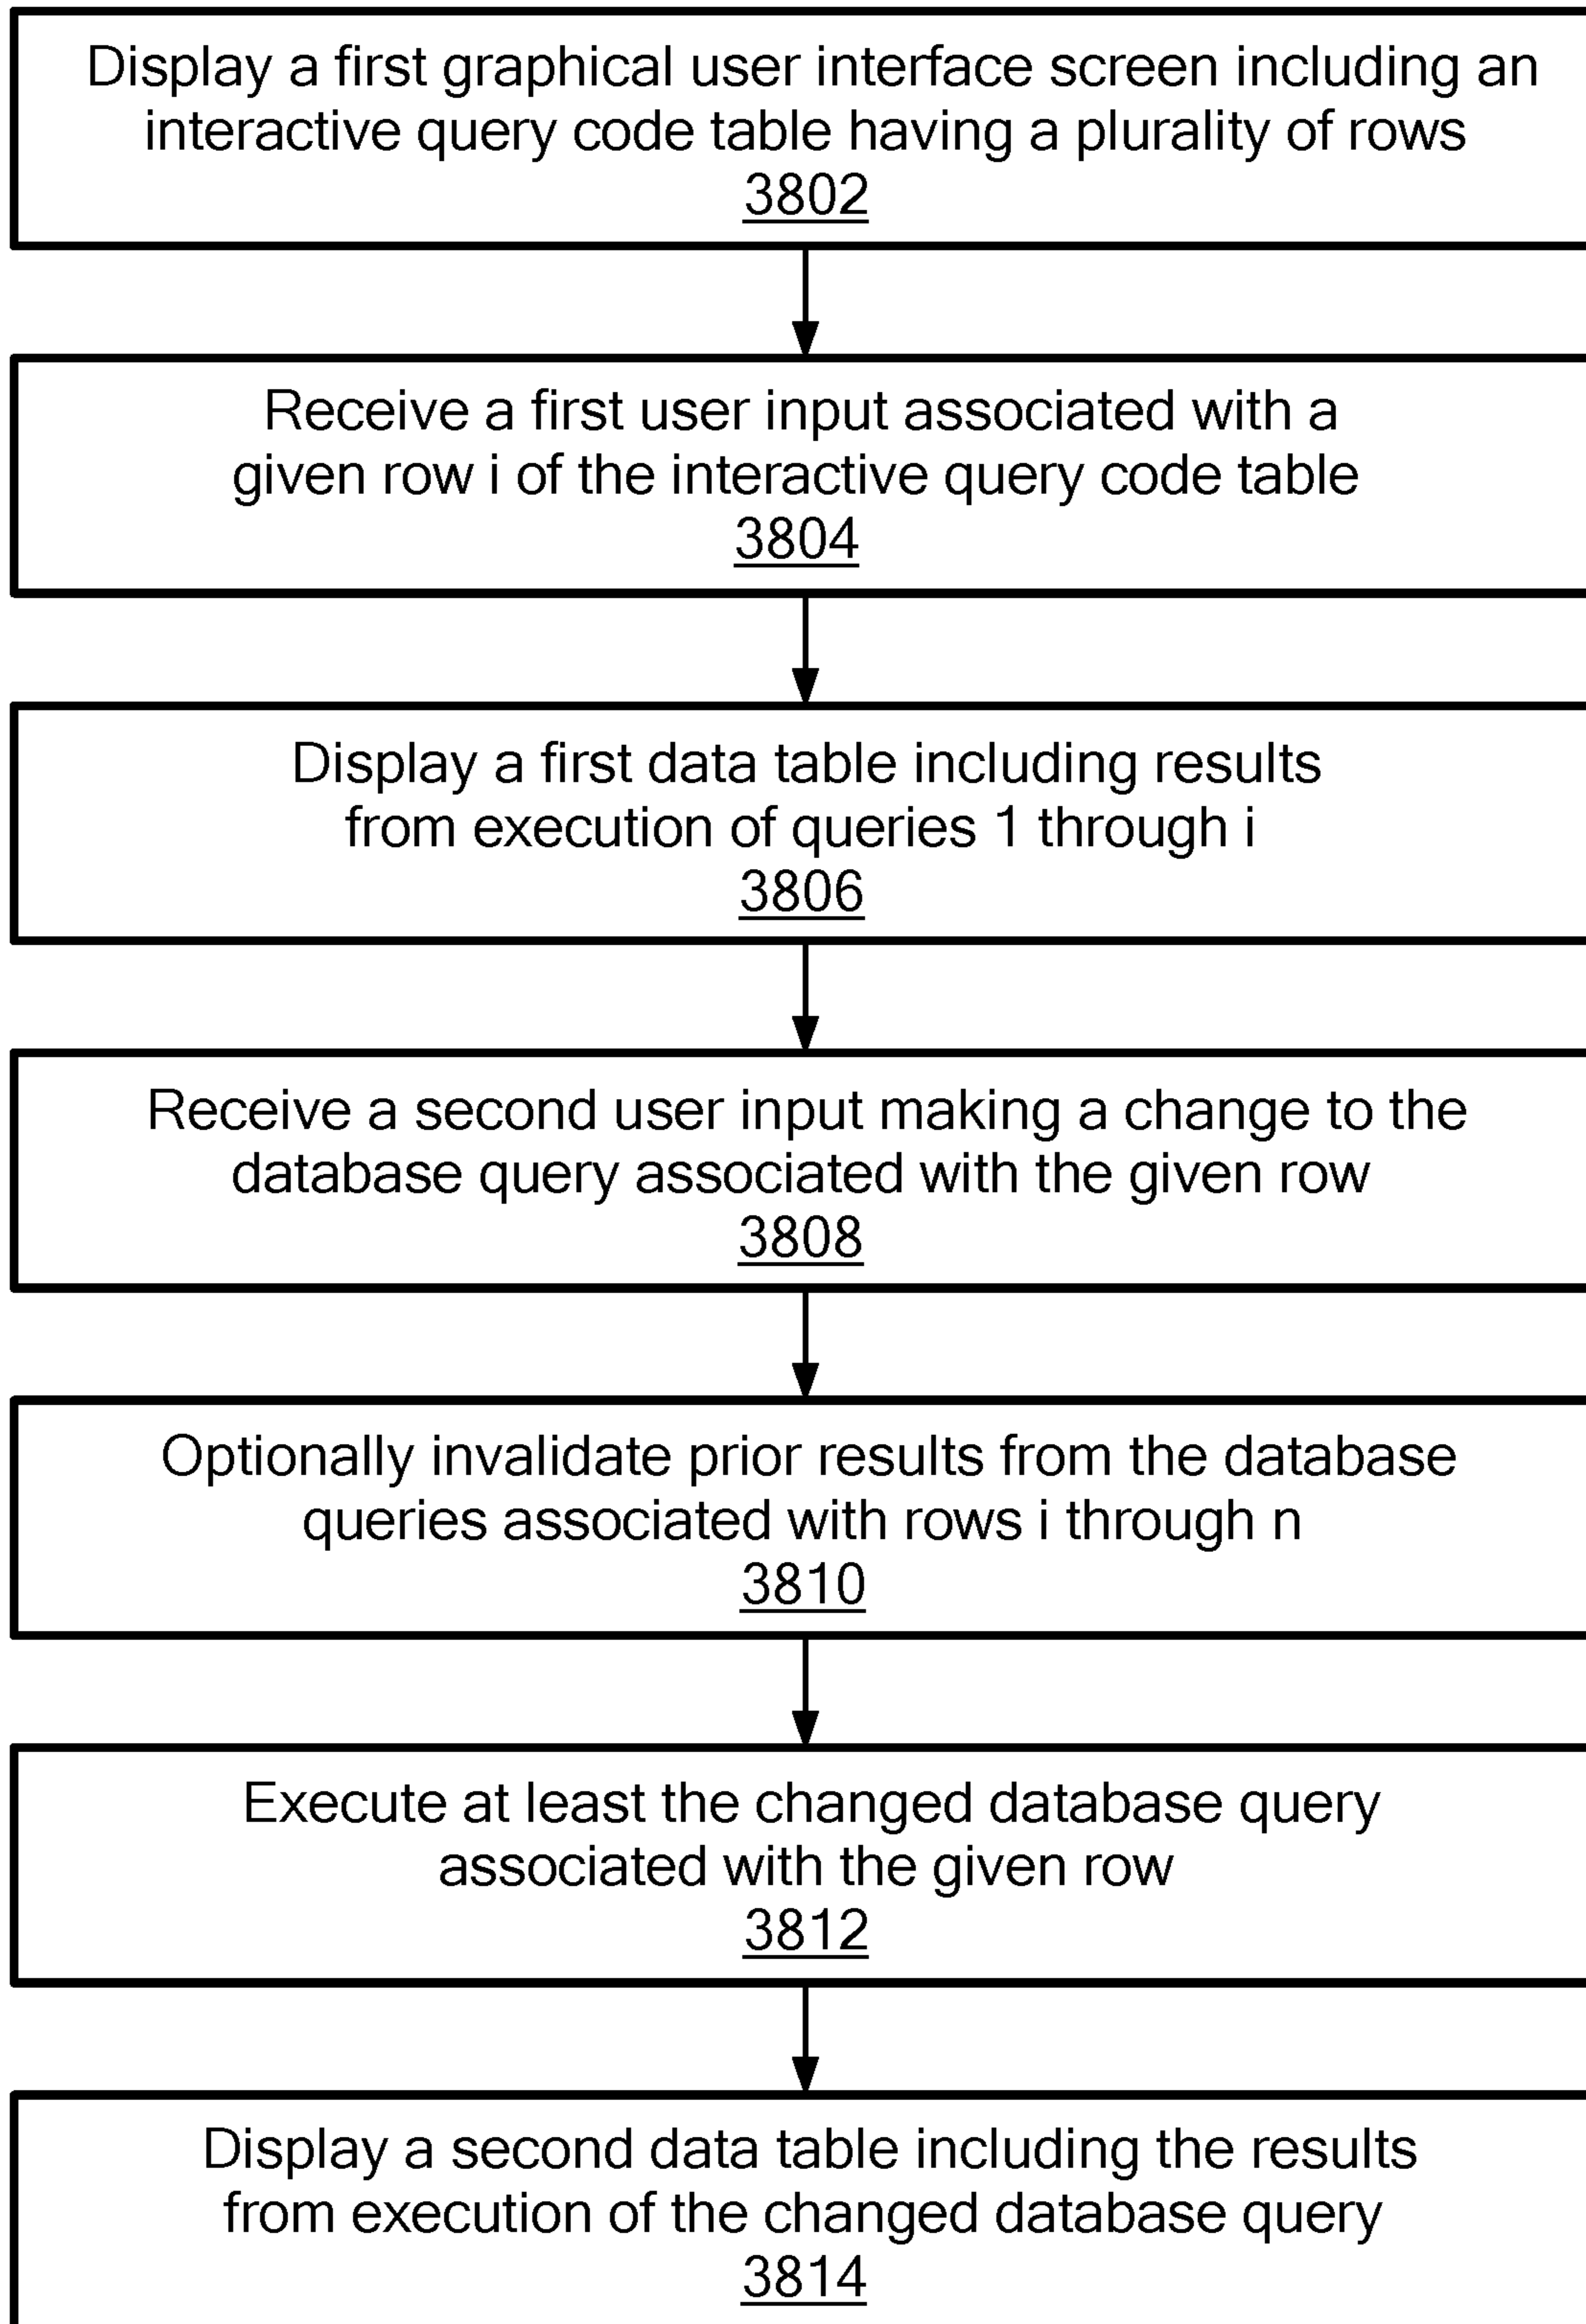 Display a first graphical user interface screen including an
interactive query code table having a plurality of rows
3802
Receive a first user input associated with a
given row i of the interactive query code table
3804
Display a first data table including results
from execution of queries 1 through i
3806
Receive a second user input making a change to the
database query associated with the given row
3808
Optionally invalidate prior results from the database
queries associated with rows i through n
3810
Execute at least the changed database query
associated with the given row
3812
Display a second data table including the results
from execution of the changed database query
3814